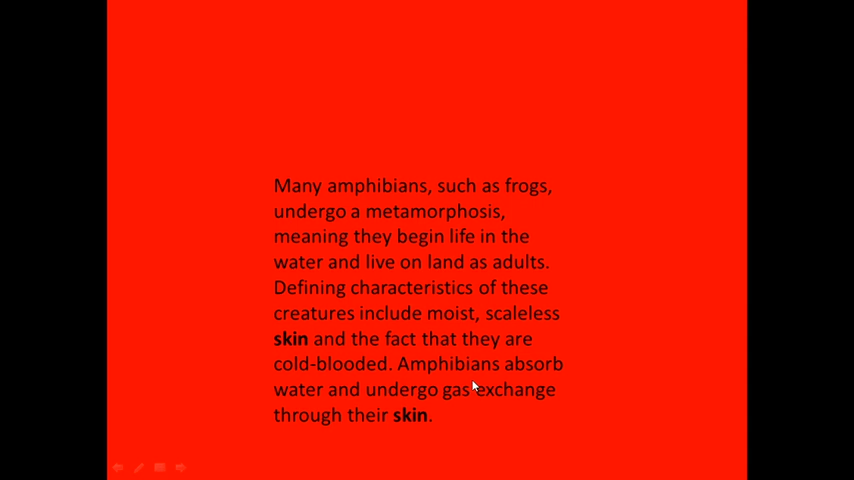 Many amphibians, such as frogs,
undergo a metamorphosis,
meaning they begin life in the
water and live on land as adults.
Defining characteristics of these
creatures include moist, scaleless
skin and the fact that they are
cold-blooded. Amphibians absorb
water and undergo gas exchange
through their skin.